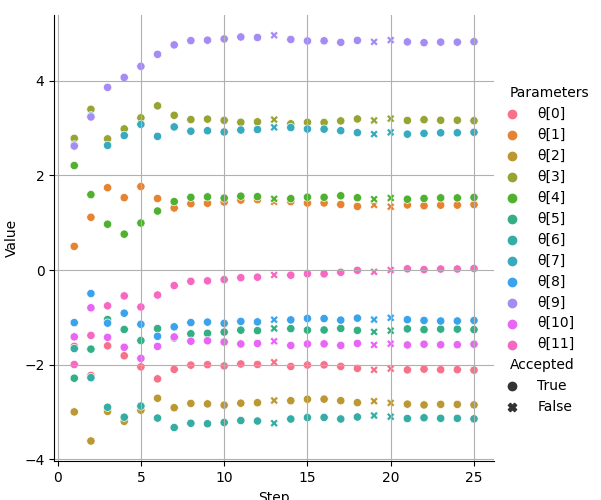 Value
4
2
0
−2
−4
0
5
10
15
20
25
Step
Parameters
θ[0]
θ[1]
θ[2]
θ[3]
θ[4]
θ[5]
θ[6]
θ[7]
θ[8]
θ[9]
θ[10]
θ[11]
Accepted
True
False